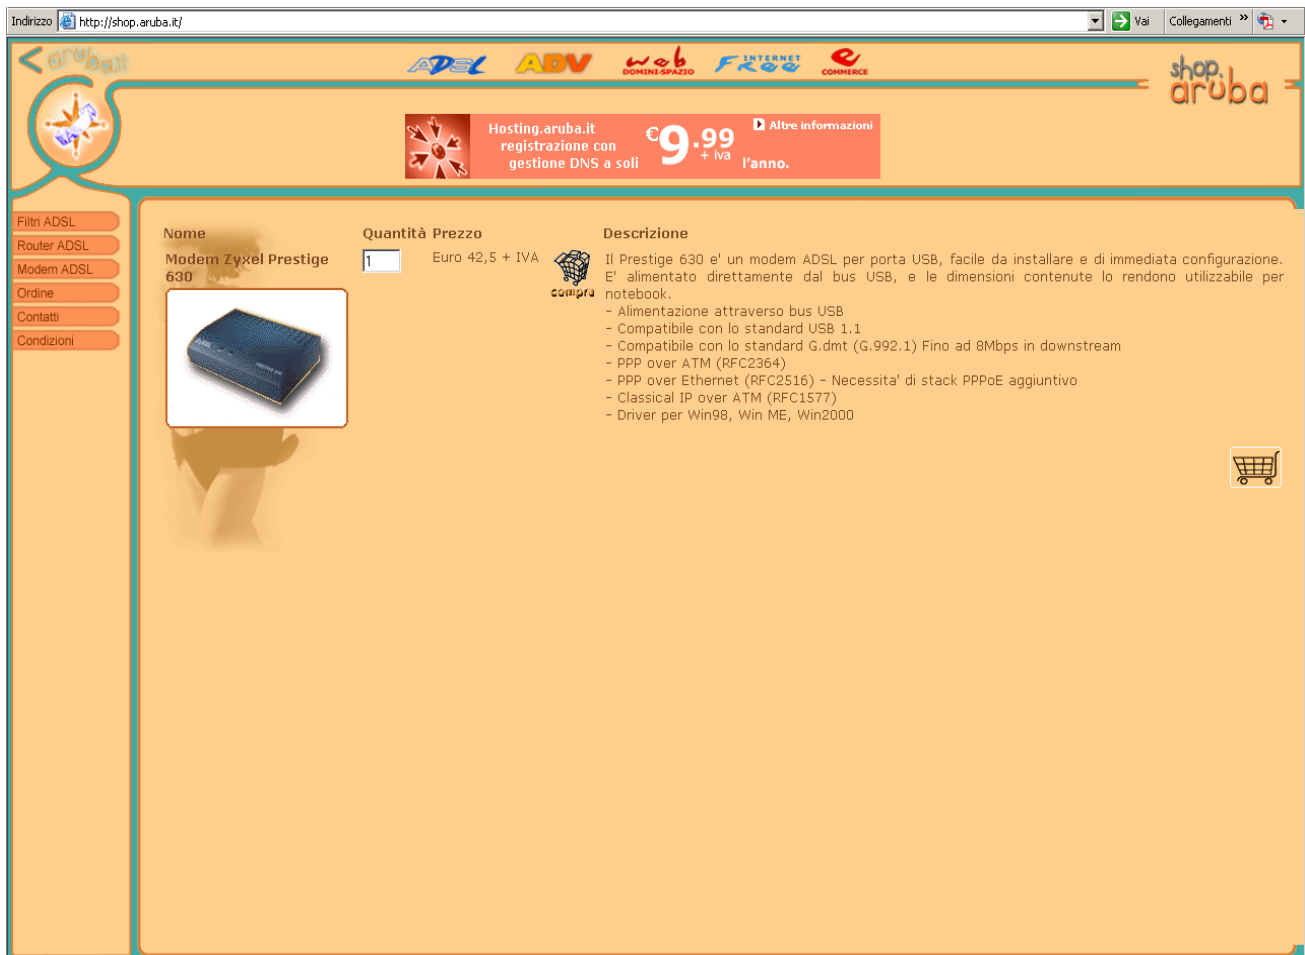 Indirizzo http://shop.aruba.it/ Vai Collegamenti »
aruba.it
ADSL ADV web DOMINI-SPAZIO INTERNET Free e COMMERCE
shop.
aruba
Hosting.aruba.it
registrazione con
gestione DNS a soli
€9.99
+ iva
Altre informazioni
l'anno.
Filtri ADSL
Router ADSL
Modem ADSL
Ordine
Contatti
Condizioni
Nome Quantità Prezzo Descrizione
Modem Zyxel Prestige
630
1
Euro 42,5 + IVA
compra
Il Prestige 630 e' un modem ADSL per porta USB, facile da installare e di immediata configurazione.
E' alimentato direttamente dal bus USB, e le dimensioni contenute lo rendono utilizzabile per
notebook.
- Alimentazione attraverso bus USB
- Compatibile con lo standard USB 1.1
- Compatibile con lo standard G.dmt (G.992.1) Fino ad 8Mbps in downstream
- PPP over ATM (RFC2364)
- PPP over Ethernet (RFC2516) - Necessita' di stack PPPoE aggiuntivo
- Classical IP over ATM (RFC1577)
- Driver per Win98, Win ME, Win2000